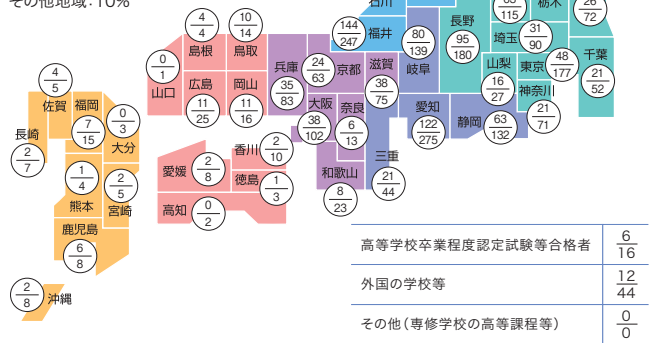 その他地域：10%
石川
144
247
福井
80
139
岐阜
長野
95
180
115
栃木
26
72
埼玉
31
90
千葉
21
52
東京
48
177
山梨
16
27
神奈川
21
71
静岡
63
132
愛知
122
275
三重
21
44
滋賀
38
75
京都
24
63
兵庫
35
83
大阪
38
102
奈良
6
13
和歌山
8
23
鳥取
10
14
島根
4
4
岡山
11
16
広島
11
25
山口
0
1
香川
2
10
徳島
1
3
愛媛
2
8
高知
0
2
福岡
7
15
佐賀
4
5
長崎
2
7
大分
0
3
熊本
1
4
宮崎
2
5
鹿児島
6
8
沖縄
2
8
高等学校卒業程度認定試験等合格者
6
16
外国の学校等
12
44
その他（専修学校の高等課程等）
0
0